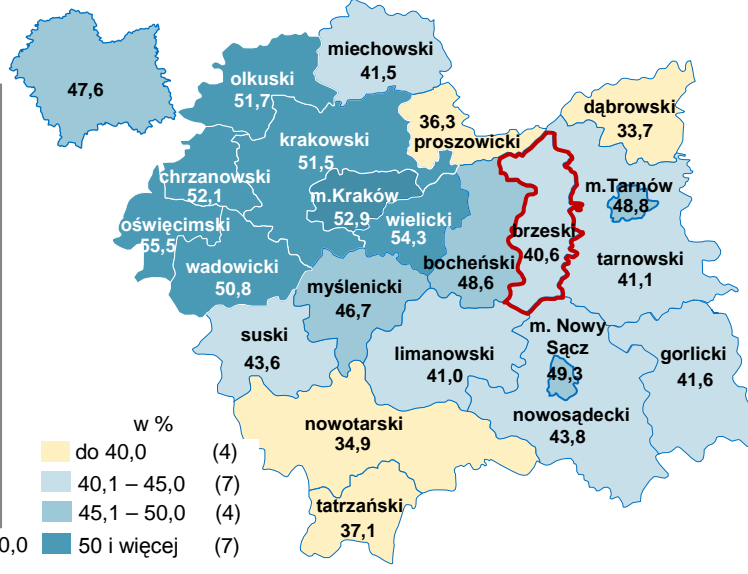 47,6
miechowski
41,5
olkuski
51,7
dąbrowski
33,7
36,3
proszowicki
krakowski
51,5
chrzanowski
52,1
m.Kraków
52,9
m.Tarnów
48,8
oświęcimski
55,5
wielicki
54,3
brzeski
40,6
wadowicki
50,8
bocheński
48,6
tarnowski
41,1
myślenicki
46,7
suski
43,6
limanowski
41,0
m. Nowy
Sącz
49,3
gorlicki
41,6
nowosądecki
43,8
nowotarski
34,9
tatrzański
37,1
w %
do 40,0 (4)
40,1 – 45,0 (7)
45,1 – 50,0 (4)
50 i więcej (7)
0,0